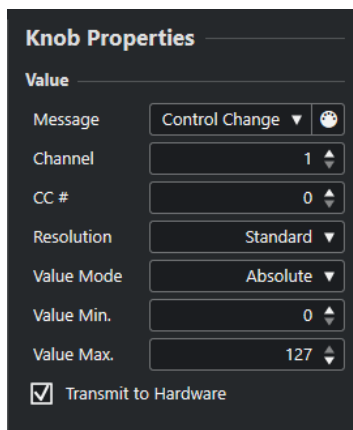 Knob Properties
Value
Message Control Change
Channel 1
CC # 0
Resolution Standard
Value Mode Absolute
Value Min. 0
Value Max. 127
Transmit to Hardware